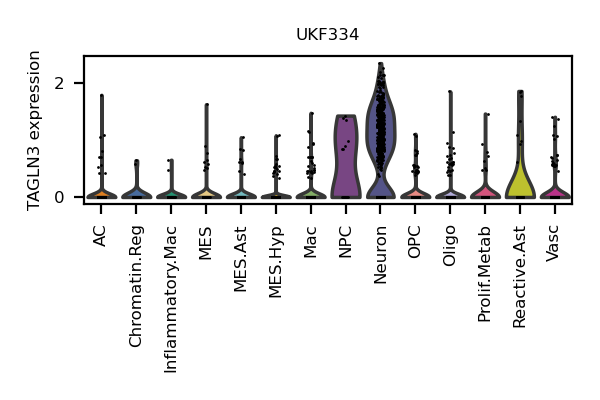 UKF334
TAGLN3 expression
2
0
AC
Chromatin.Reg
Inflammatory.Mac
MES
MES.Ast
MES.Hyp
Mac
NPC
Neuron
OPC
Oligo
Prolif.Metab
Reactive.Ast
Vasc